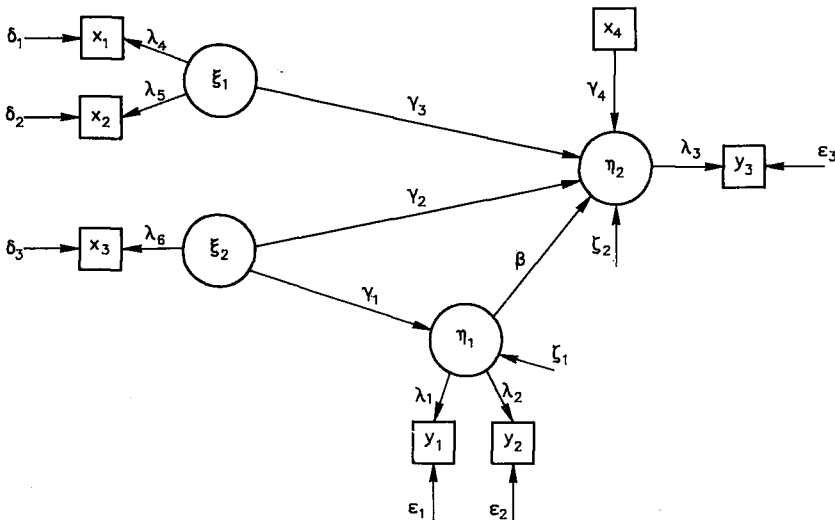 δ₁ x₁ λ₄ x₄
ξ₁
λ₅
δ₂ x₂ γ₃ γ₄
η₂ λ₃ y₃ ε₃
γ₂
δ₃ x₃ λ₆ ξ₂ ζ₂
β
γ₁
η₁
ζ₁
λ₁ λ₂
y₁ y₂
ε₁ ε₂